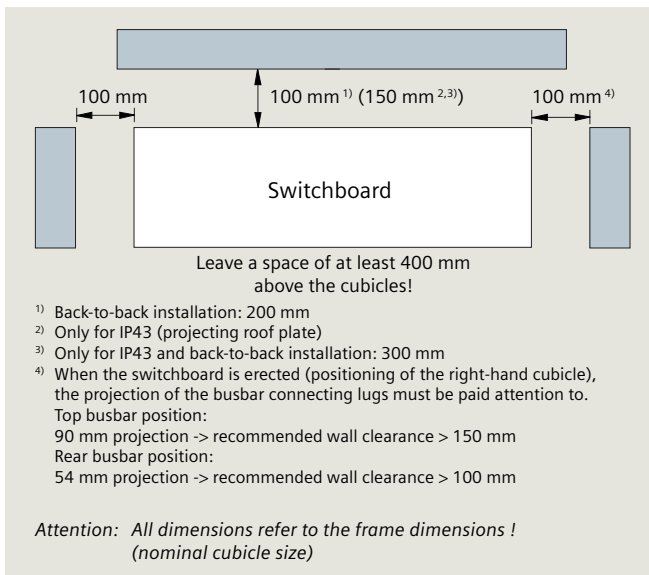 100 mm
100 mm 1) (150 mm 2,3))
100 mm 4)
Switchboard
Leave a space of at least 400 mm
above the cubicles!
1) Back-to-back installation: 200 mm
2) Only for IP43 (projecting roof plate)
3) Only for IP43 and back-to-back installation: 300 mm
4) When the switchboard is erected (positioning of the right-hand cubicle),
the projection of the busbar connecting lugs must be paid attention to.
Top busbar position:
90 mm projection -> recommended wall clearance > 150 mm
Rear busbar position:
54 mm projection -> recommended wall clearance > 100 mm
Attention: All dimensions refer to the frame dimensions !
(nominal cubicle size)